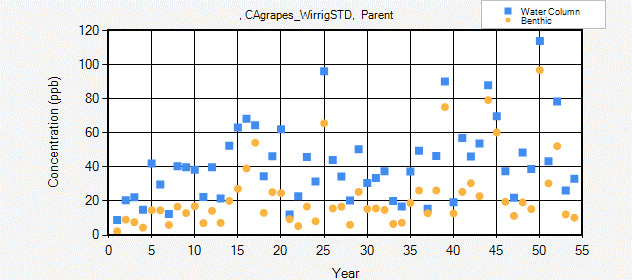 , CAgrapes_WirrigSTD, Parent
Water Column
Benthic
Concentration (ppb)
120
100
80
60
40
20
0
0 5 10 15 20 25 30 35 40 45 50 55
Year